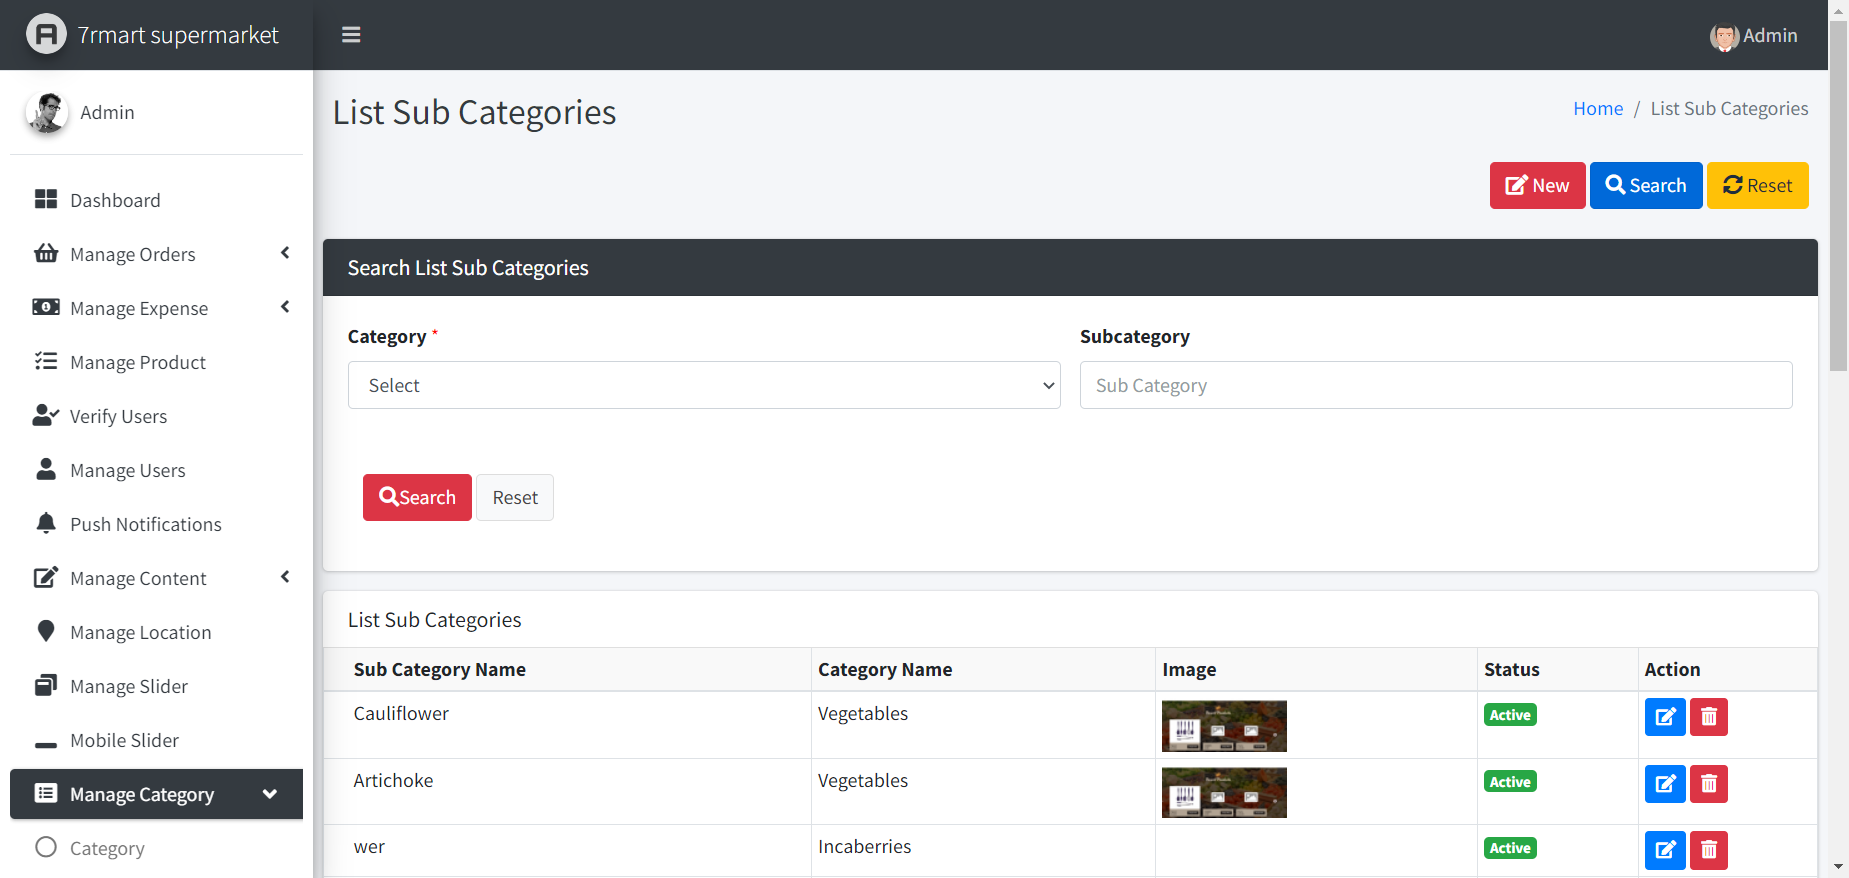 7rmart supermarket
Admin
Admin
Dashboard
Manage Orders
Manage Expense
Manage Product
Verify Users
Manage Users
Push Notifications
Manage Content
Manage Location
Manage Slider
Mobile Slider
Manage Category
Category
List Sub Categories
Home / List Sub Categories
New Search Reset
Search List Sub Categories
Category * Subcategory
Select Sub Category
Search Reset
List Sub Categories
Sub Category Name Category Name Image Status Action
Cauliflower Vegetables Active
Artichoke Vegetables Active
wer Incaberries Active